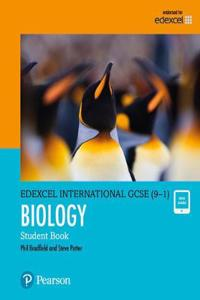 endorsed for
edexcel
EDEXCEL INTERNATIONAL GCSE (9–1)
BIOLOGY
Student Book
Phil Bradfield and Steve Potter
Pearson